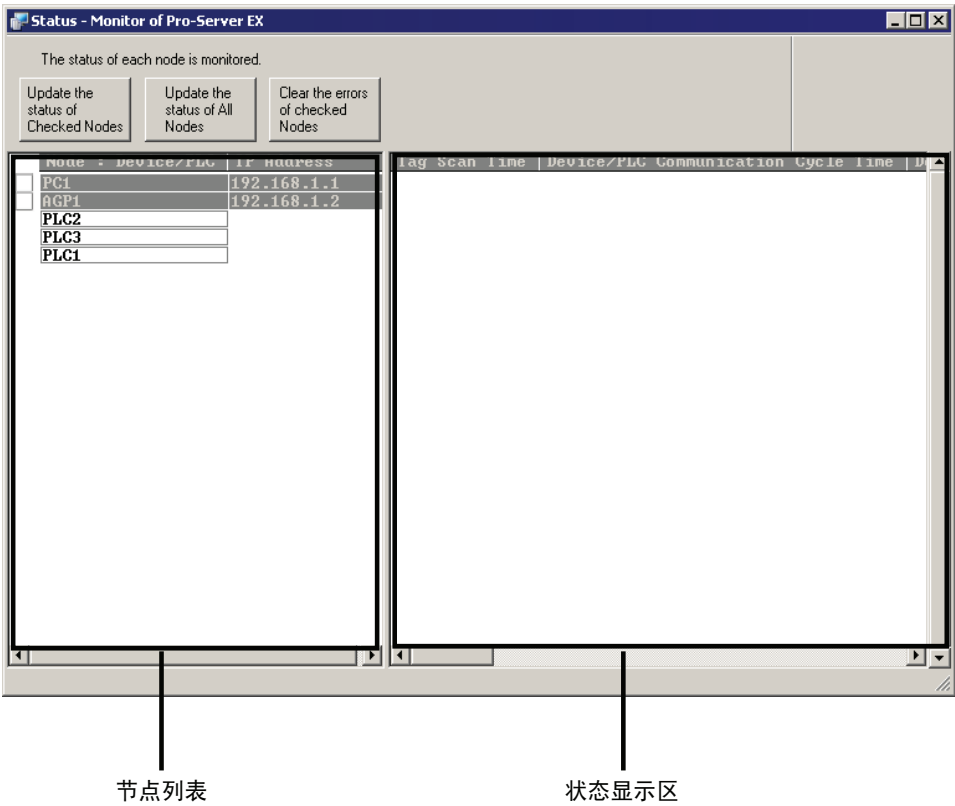 Status - Monitor of Pro-Server EX
The status of each node is monitored.
Update the
status of
Checked Nodes
Update the
status of All
Nodes
Clear the errors
of checked
Nodes
Node : Device/PLC IP Address
Tag Scan Time Device/PLC Communication Cycle Time
PC1 192.168.1.1
AGP1 192.168.1.2
PLC2
PLC3
PLC1
节点列表
状态显示区